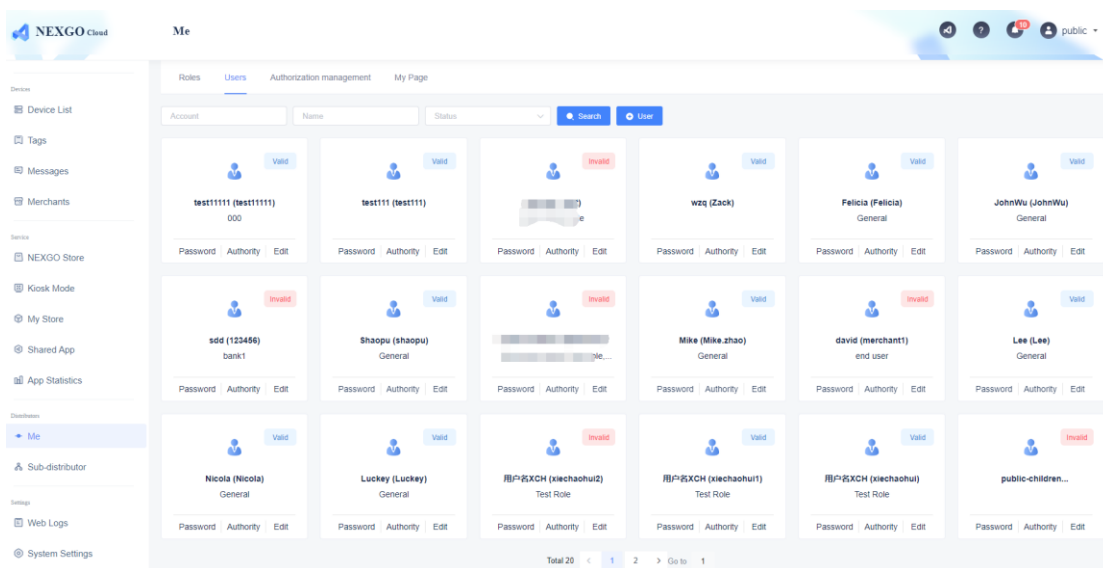 NEXGO Cloud
Me
10
public
Devices
Device List
Tags
Messages
Merchants
Service
NEXGO Store
Kiosk Mode
My Store
Shared App
App Statistics
Distributors
Me
Sub-distributor
Settings
Web Logs
System Settings
Roles Users Authorization management My Page
Account Name Status Search User
Valid Valid Invalid Valid Valid Valid
test11111 (test11111) test111 (test111) wzq (Zack) Felicia (Felicia) JohnWu (JohnWu)
000 General General
Password Authority Edit Password Authority Edit Password Authority Edit Password Authority Edit Password Authority Edit Password Authority Edit
Invalid Valid Invalid Valid Invalid Valid
sdd (123456) Shaopu (shaopu) Mike (Mike.zhao) david (merchant1) Lee (Lee)
bank1 General General end user General
Password Authority Edit Password Authority Edit Password Authority Edit Password Authority Edit Password Authority Edit Password Authority Edit
Valid Valid Invalid Valid Valid Invalid
Nicola (Nicola) Luckey (Luckey) 用户名XCH (xiechaohui2) 用户名XCH (xiechaohui1) 用户名XCH (xiechaohui) public-children...
General General Test Role Test Role Test Role
Password Authority Edit Password Authority Edit Password Authority Edit Password Authority Edit Password Authority Edit Password Authority Edit
Total 20 < 1 2 > Go to 1